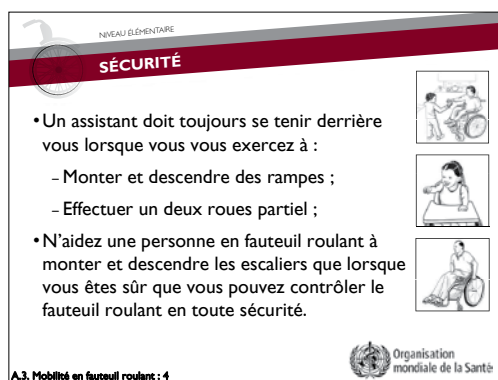 NIVEAU ÉLÉMENTAIRE
SÉCURITÉ
• Un assistant doit toujours se tenir derrière
vous lorsque vous vous exercez à :
– Monter et descendre des rampes ;
– Effectuer un deux roues partiel ;
• N'aidez une personne en fauteuil roulant à
monter et descendre les escaliers que lorsque
vous êtes sûr que vous pouvez contrôler le
fauteuil roulant en toute sécurité.
Organisation
mondiale de la Santé
A.3. Mobilité en fauteuil roulant : 4